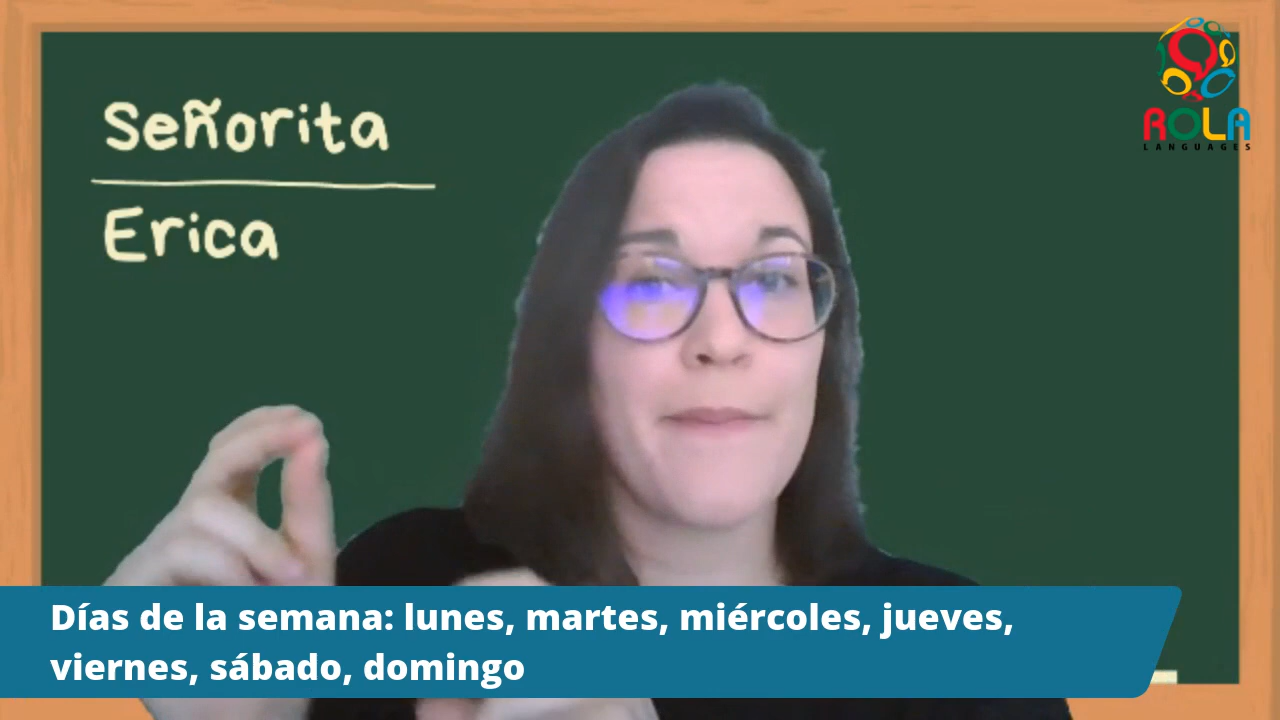 Señorita
Erica
ROLA
LANGUAGES
Días de la semana: lunes, martes, miércoles, jueves,
viernes, sábado, domingo